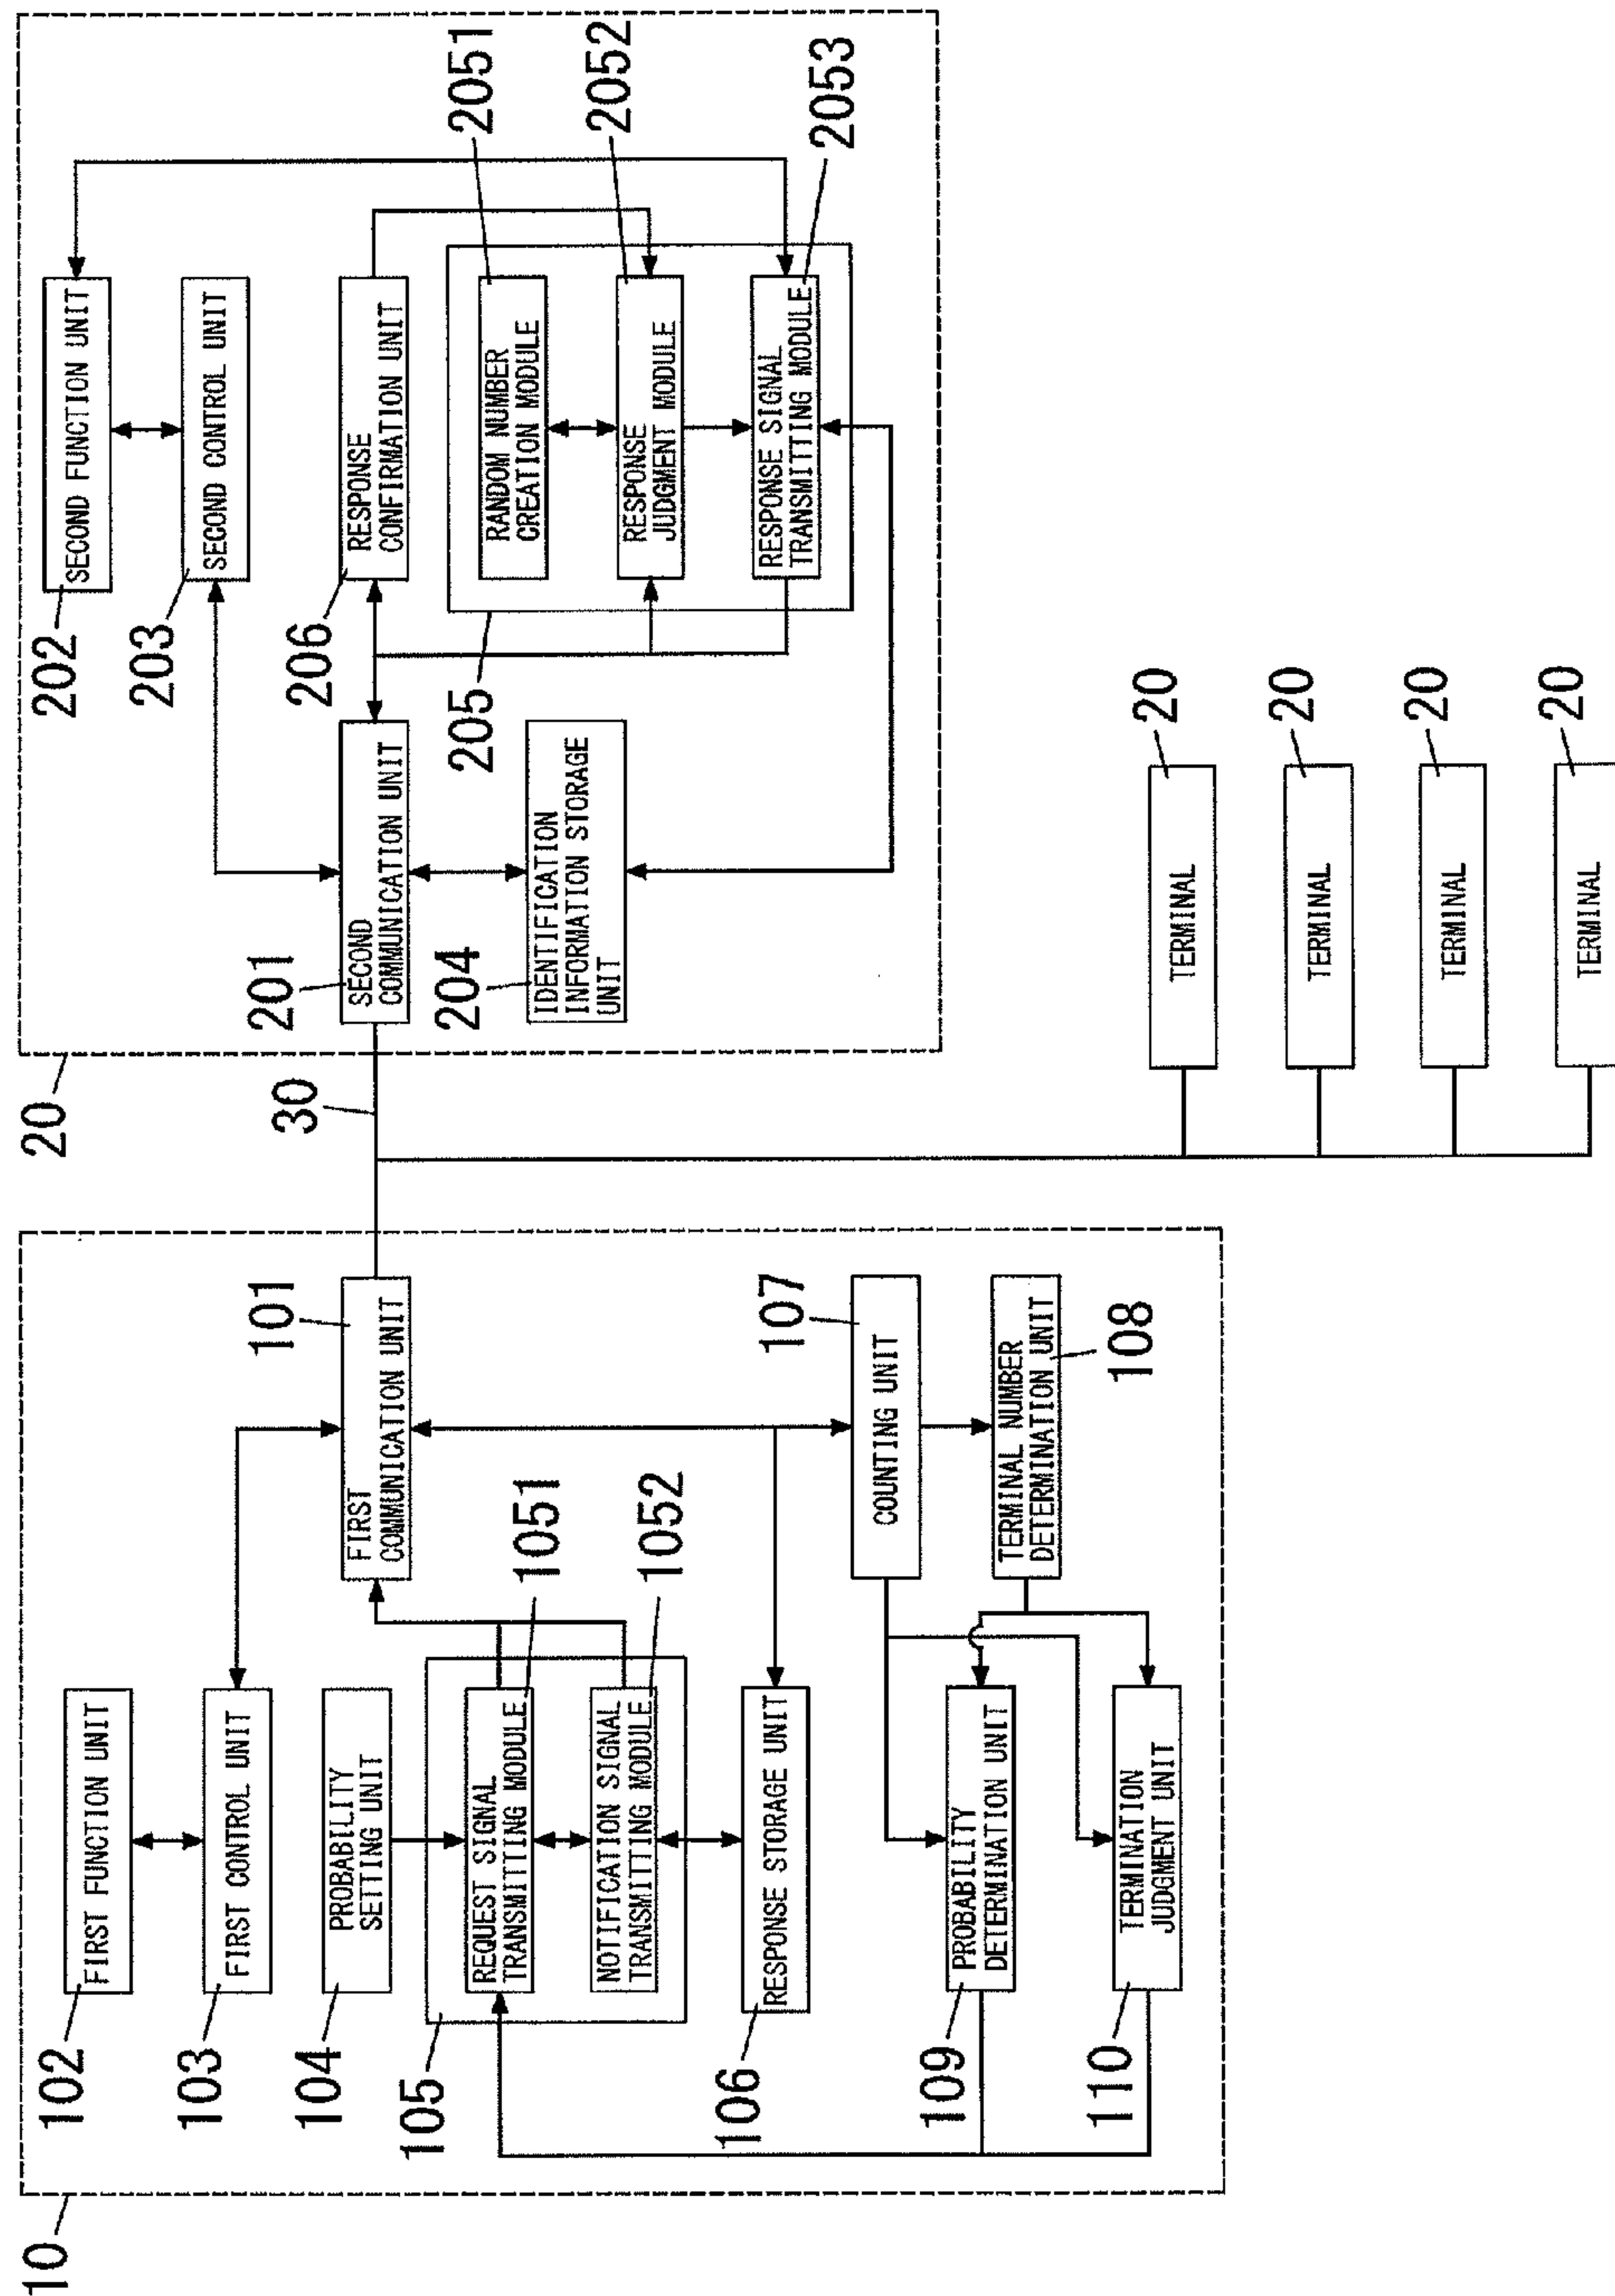 10
102
FIRST FUNCTION UNIT
103
FIRST CONTROL UNIT
104
PROBABILITY
SETTING UNIT
105
REQUEST SIGNAL
TRANSMITTING MODULE
1051
NOTIFICATION SIGNAL
TRANSMITTING MODULE
1052
106
RESPONSE STORAGE UNIT
101
FIRST
COMMUNICATION UNIT
107
COUNTING UNIT
TERMINAL NUMBER
DETERMINATION UNIT
108
109
PROBABILITY
DETERMINATION UNIT
110
TERMINATION
JUDGMENT UNIT
30
20
202
SECOND FUNCTION UNIT
203
SECOND CONTROL UNIT
201
SECOND
COMMUNICATION UNIT
206
RESPONSE
CONFIRMATION UNIT
204
IDENTIFICATION
INFORMATION STORAGE
UNIT
205
RANDOM NUMBER
CREATION MODULE
2051
RESPONSE
JUDGMENT MODULE
2052
RESPONSE SIGNAL
TRANSMITTING MODULE
2053
TERMINAL
20
TERMINAL
20
TERMINAL
20
TERMINAL
20